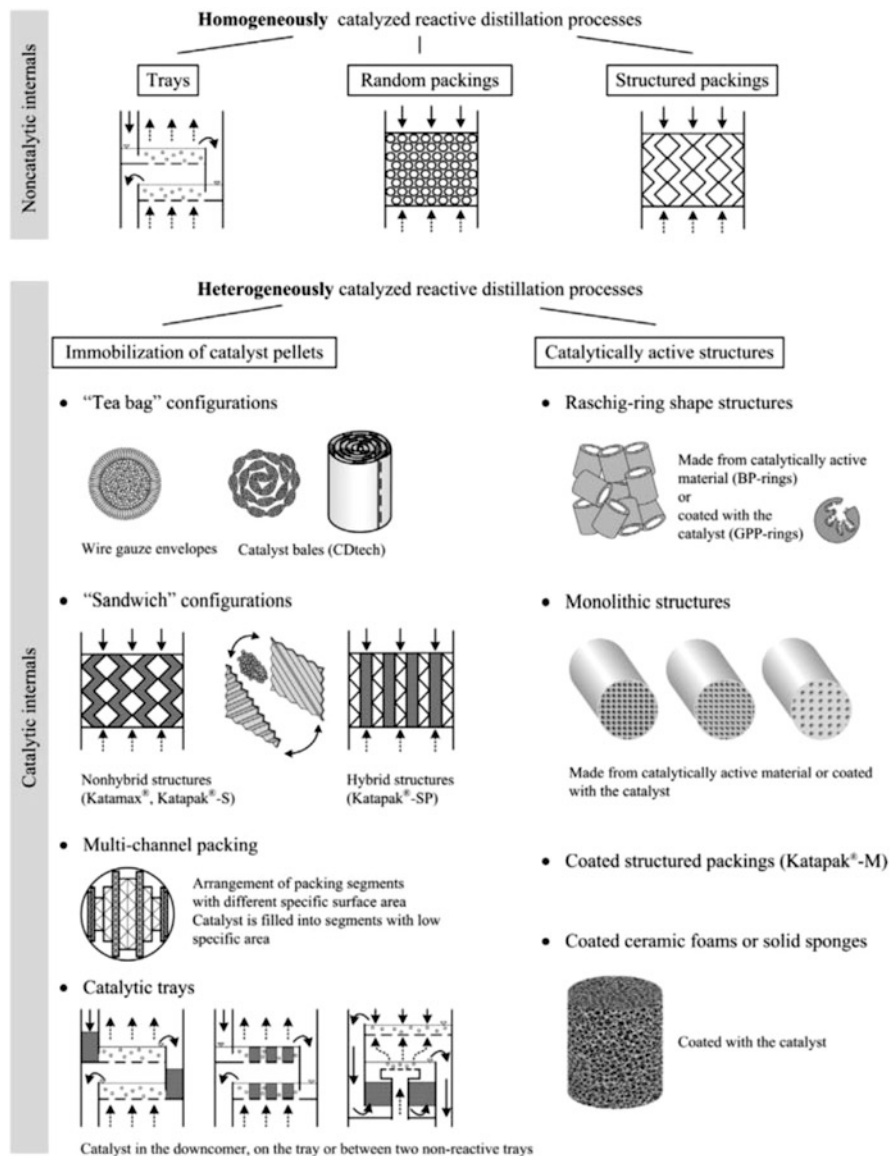 Noncatalytic internals
Homogeneously catalyzed reactive distillation processes
Trays
Random packings
Structured packings
Catalytic internals
Heterogeneously catalyzed reactive distillation processes
Immobilization of catalyst pellets
• “Tea bag” configurations
Wire gauze envelopes
Catalyst bales (CDtech)
• “Sandwich” configurations
Nonhybrid structures
(Katamax®, Katapak®-S)
Hybrid structures
(Katapak®-SP)
• Multi-channel packing
Arrangement of packing segments
with different specific surface area
Catalyst is filled into segments with low
specific area
• Catalytic trays
Catalyst in the downcomer, on the tray or between two non-reactive trays
Catalytically active structures
• Raschig-ring shape structures
Made from catalytically active
material (BP-rings)
or
coated with the
catalyst (GPP-rings)
• Monolithic structures
Made from catalytically active material or coated
with the catalyst
• Coated structured packings (Katapak®-M)
• Coated ceramic foams or solid sponges
Coated with the catalyst